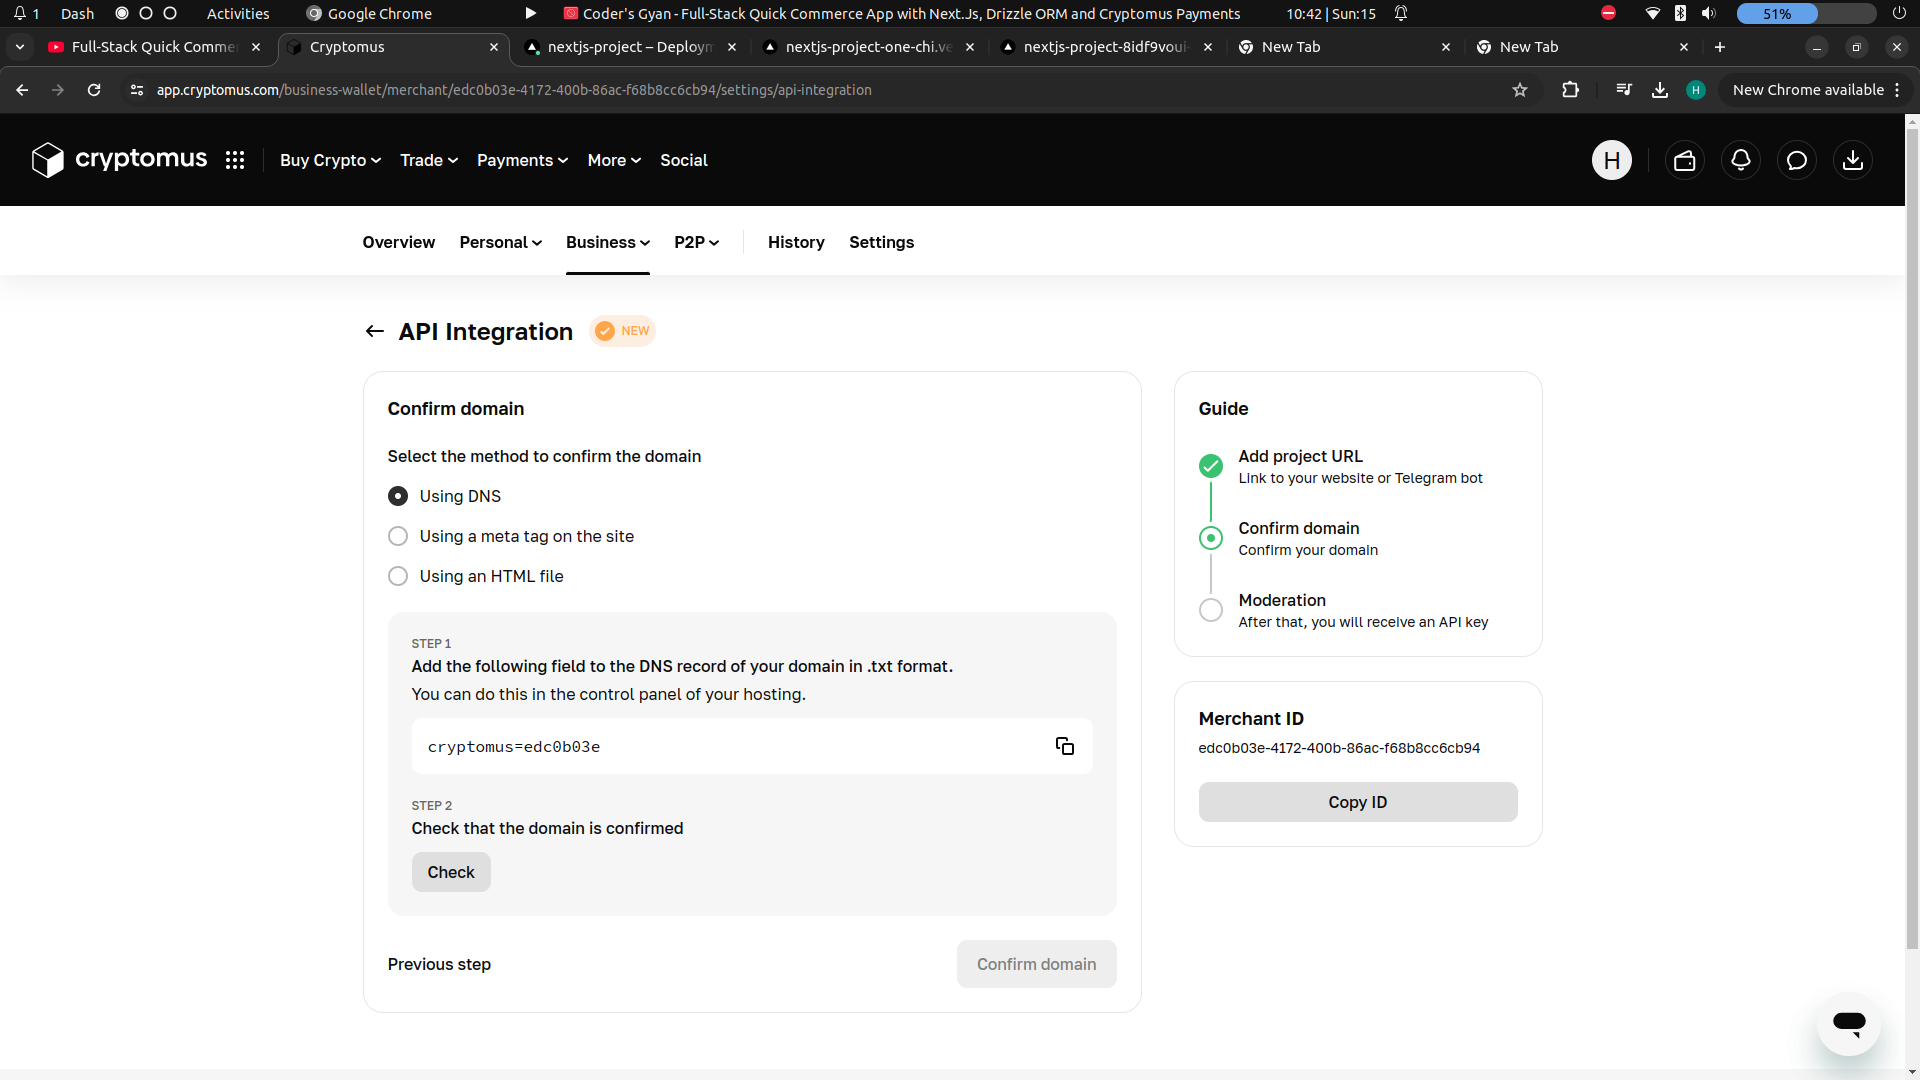 1
Dash
Activities
Google Chrome
Coder's Gyan - Full-Stack Quick Commerce App with Next.Js, Drizzle ORM and Cryptomus Payments
10:42 | Sun:15
51%
Full-Stack Quick Comme
Cryptomus
nextjs-project – Deploym
nextjs-project-one-chi.ve
nextjs-project-8idf9voui-
New Tab
New Tab
app.cryptomus.com/business-wallet/merchant/edc0b03e-4172-400b-86ac-f68b8cc6cb94/settings/api-integration
H
New Chrome available
cryptomus
Buy Crypto
Trade
Payments
More
Social
H
Overview
Personal
Business
P2P
History
Settings
API Integration
NEW
Confirm domain
Select the method to confirm the domain
Using DNS
Using a meta tag on the site
Using an HTML file
STEP 1
Add the following field to the DNS record of your domain in .txt format.
You can do this in the control panel of your hosting.
cryptomus=edc0b03e
STEP 2
Check that the domain is confirmed
Check
Previous step
Confirm domain
Guide
Add project URL
Link to your website or Telegram bot
Confirm domain
Confirm your domain
Moderation
After that, you will receive an API key
Merchant ID
edc0b03e-4172-400b-86ac-f68b8cc6cb94
Copy ID